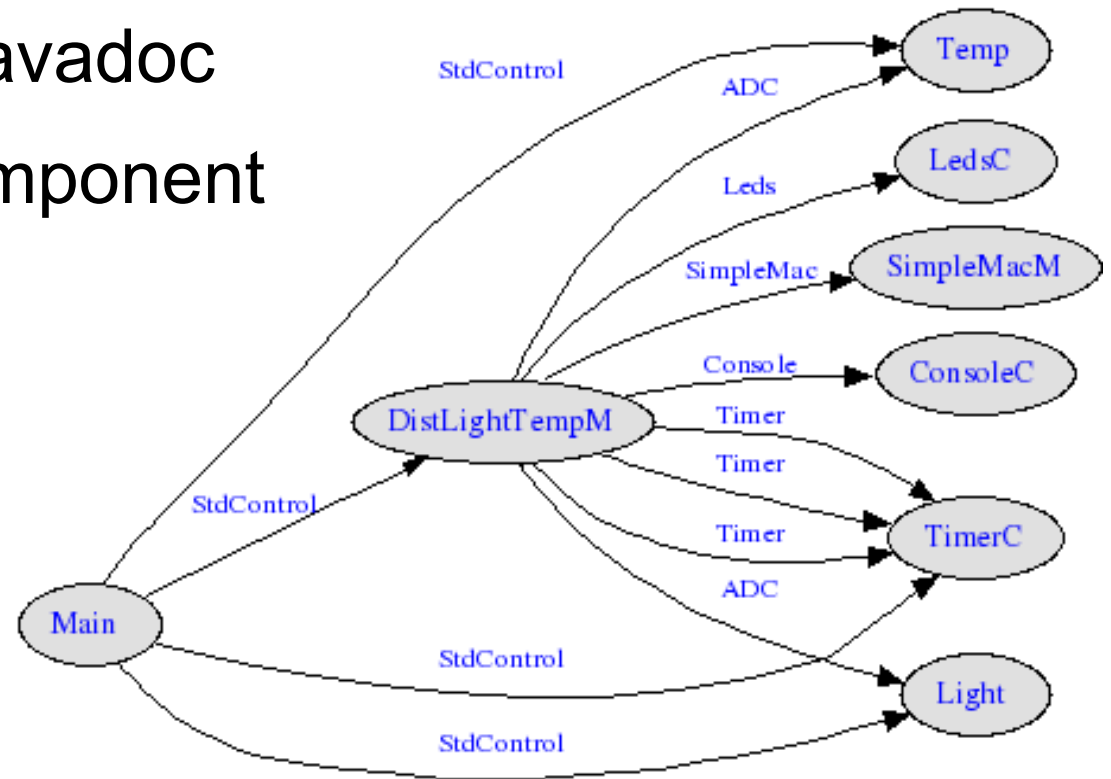 avadoc
mponent
StdControl
Temp
ADC
LedsC
Leds
SimpleMac
SimpleMacM
Console
ConsoleC
DistLightTempM
Timer
Timer
StdControl
Timer
TimerC
ADC
Main
StdControl
Light
StdControl